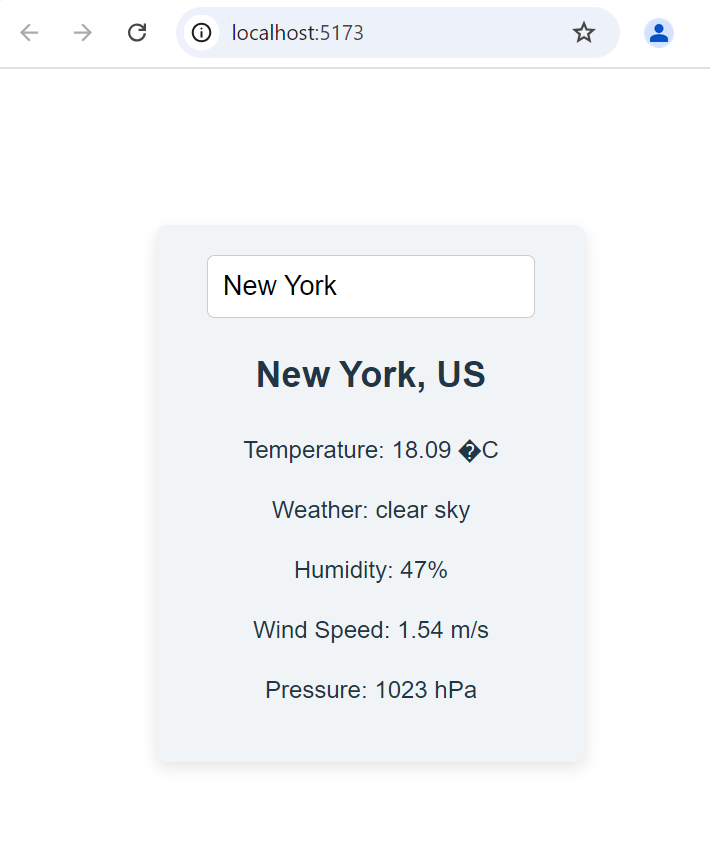 localhost:5173
New York
New York, US
Temperature: 18.09 �C
Weather: clear sky
Humidity: 47%
Wind Speed: 1.54 m/s
Pressure: 1023 hPa